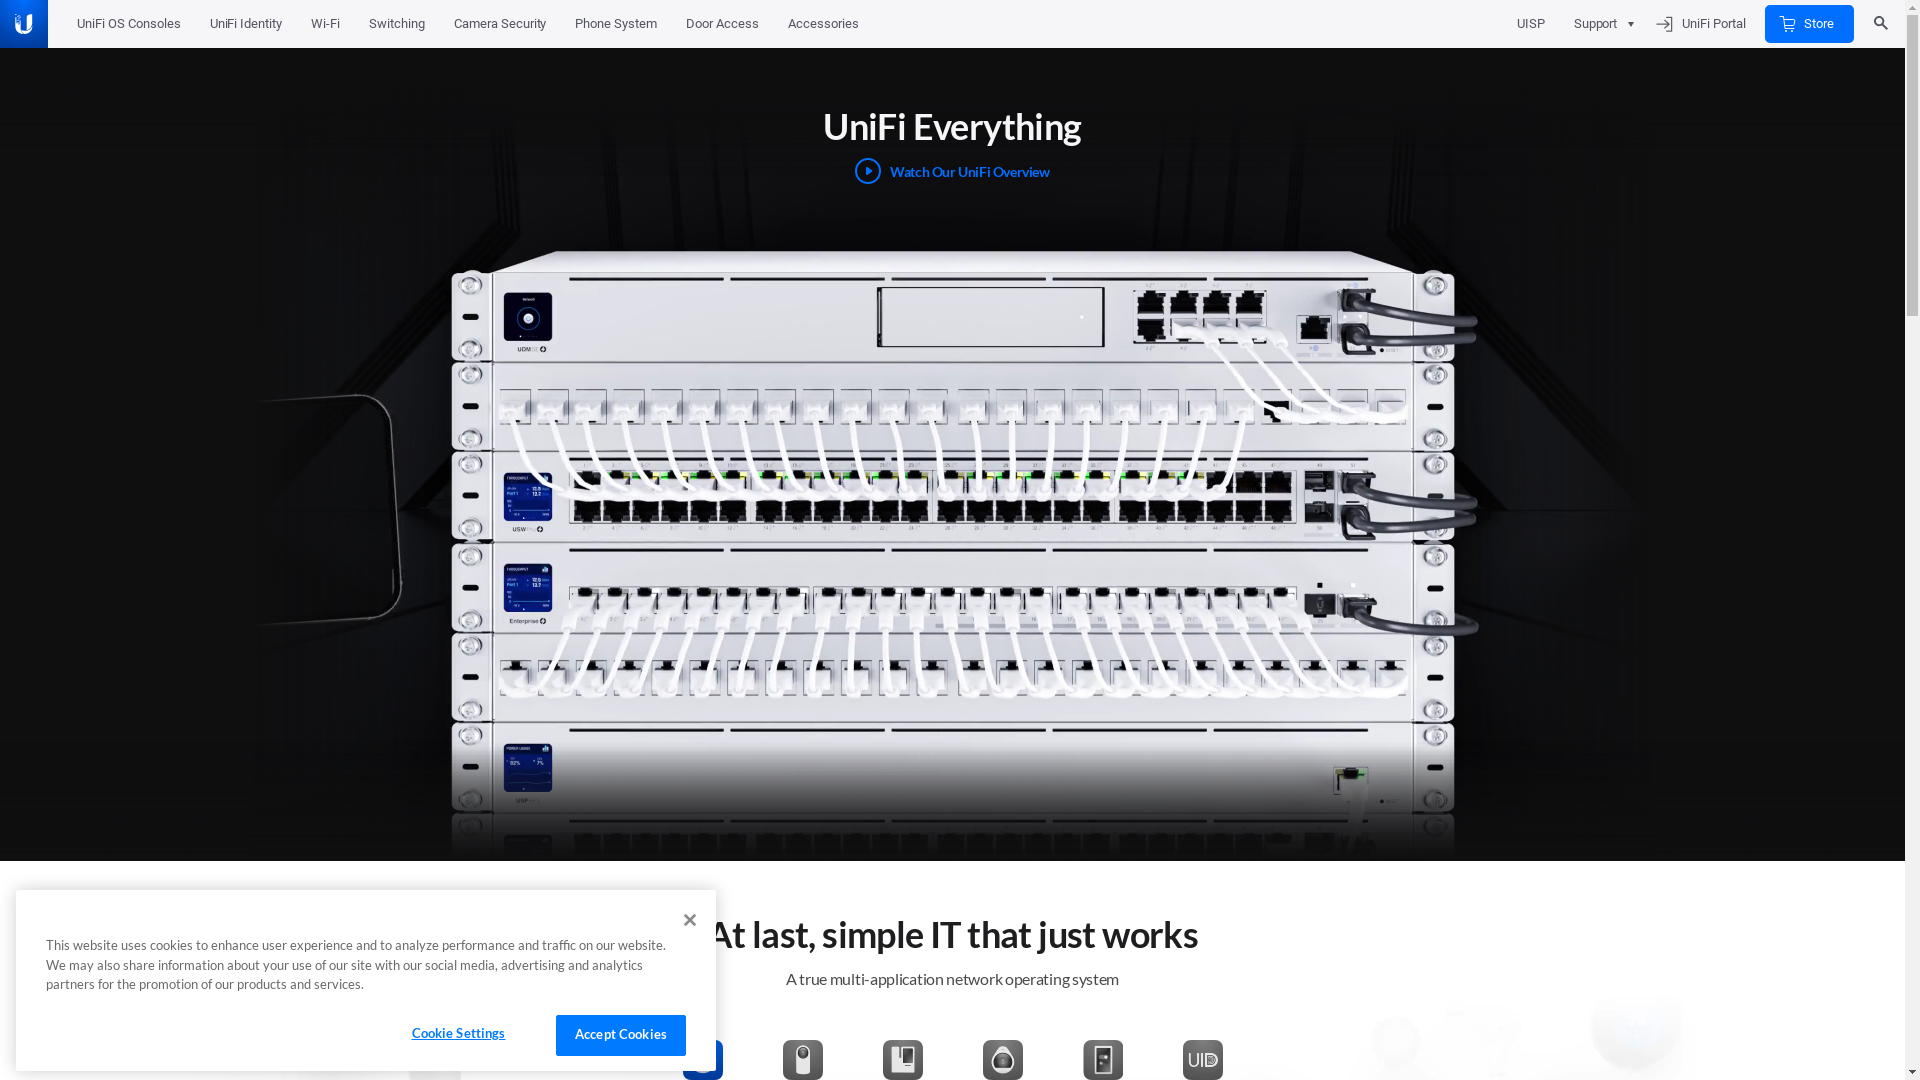 UniFi OS Consoles
UniFi Identity
Wi-Fi
Switching
Camera Security
Phone System
Door Access
Accessories
UISP
Support
UniFi Portal
Store
UniFi Everything
Watch Our UniFi Overview
Network
Enterprise
At last, simple IT that just works
A true multi-application network operating system
This website uses cookies to enhance user experience and to analyze performance and traffic on our website.
We may also share information about your use of our site with our social media, advertising and analytics
partners for the promotion of our products and services.
Cookie Settings
Accept Cookies
UID